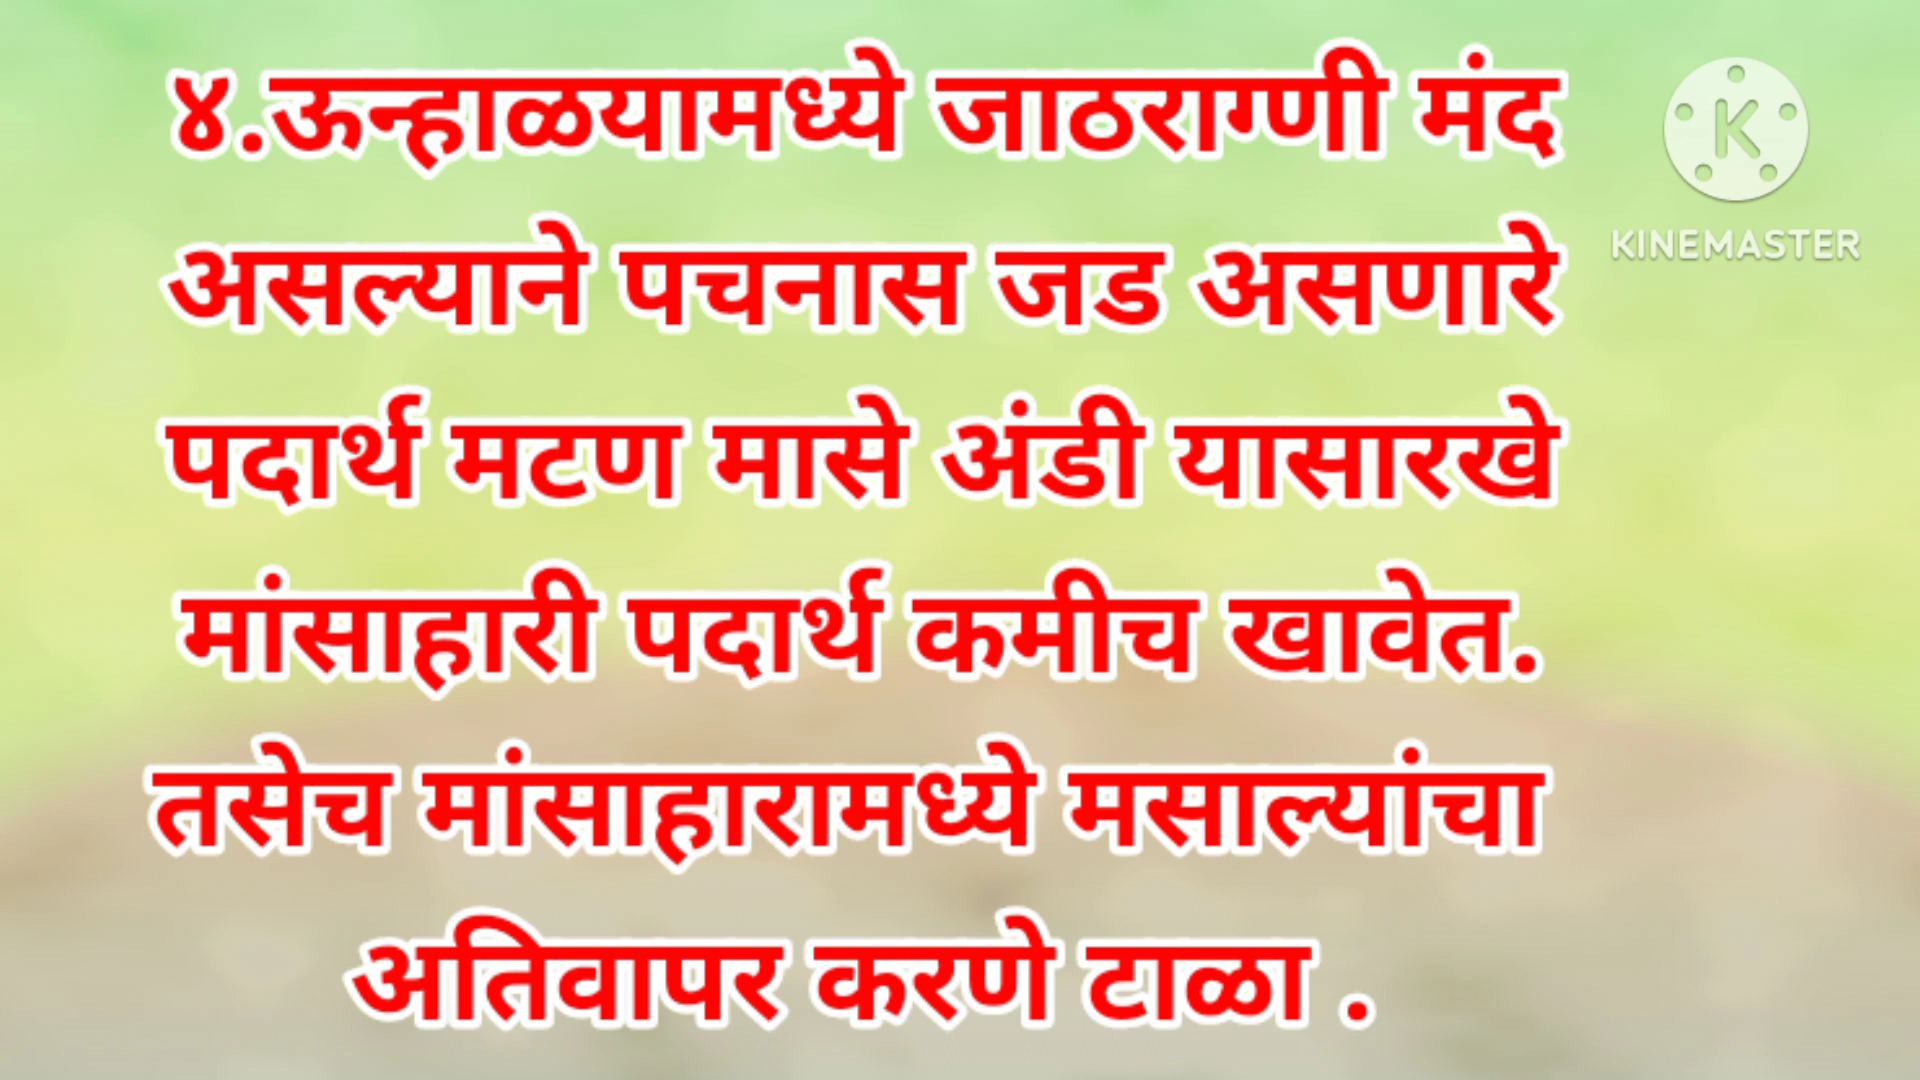 ४.ऊन्हाळयामध्ये जाठराग्णी मंद
असल्याने पचनास जड असणारे
पदार्थ मटण मासे अंडी यासारखे
मांसाहारी पदार्थ कमीच खावेत.
तसेच मांसाहारामध्ये मसाल्यांचा
अतिवापर करणे टाळा .
K
KINEMASTER